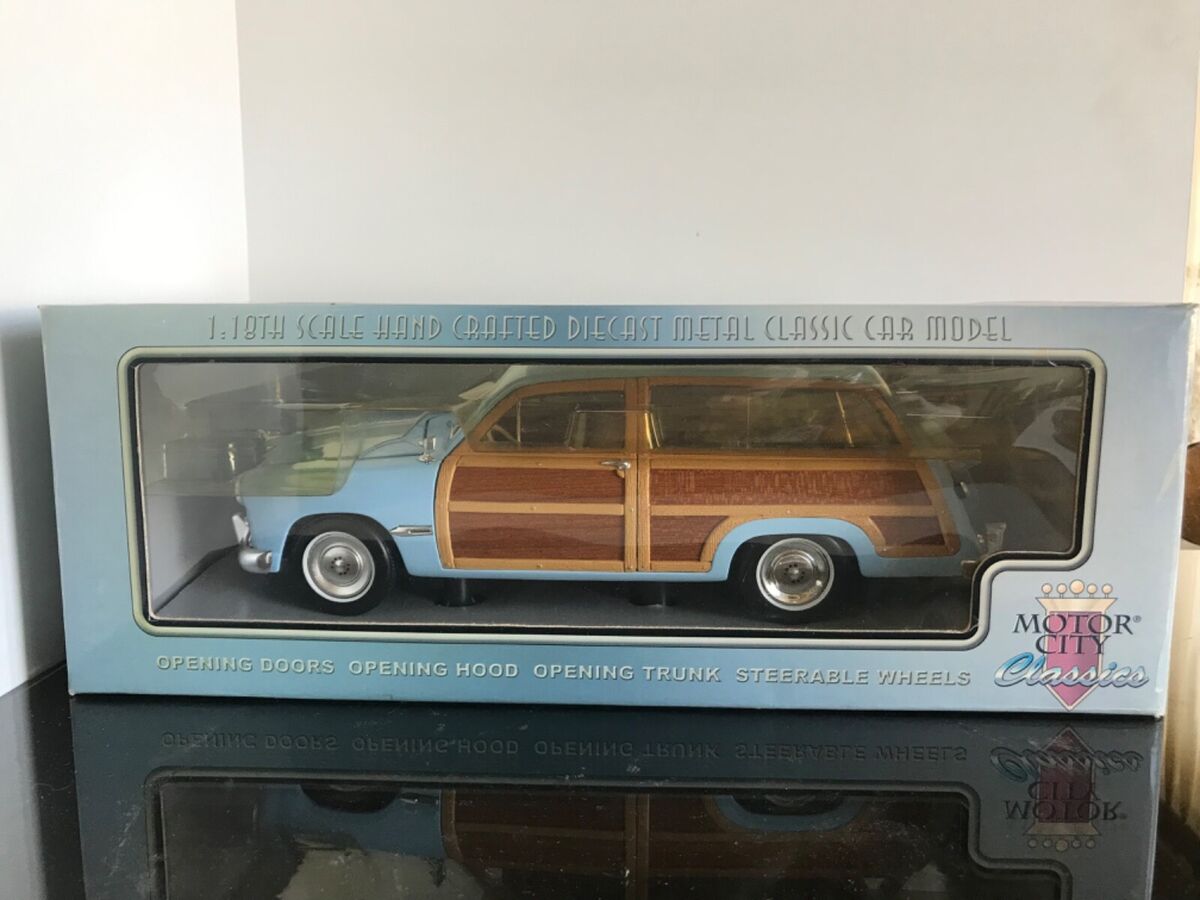 1:18TH SCALE HAND CRAFTED DIECAST METAL CLASSIC CAR MODEL
MOTOR®
CITY
Classics
OPENING DOORS OPENING HOOD OPENING TRUNK STEERABLE WHEELS